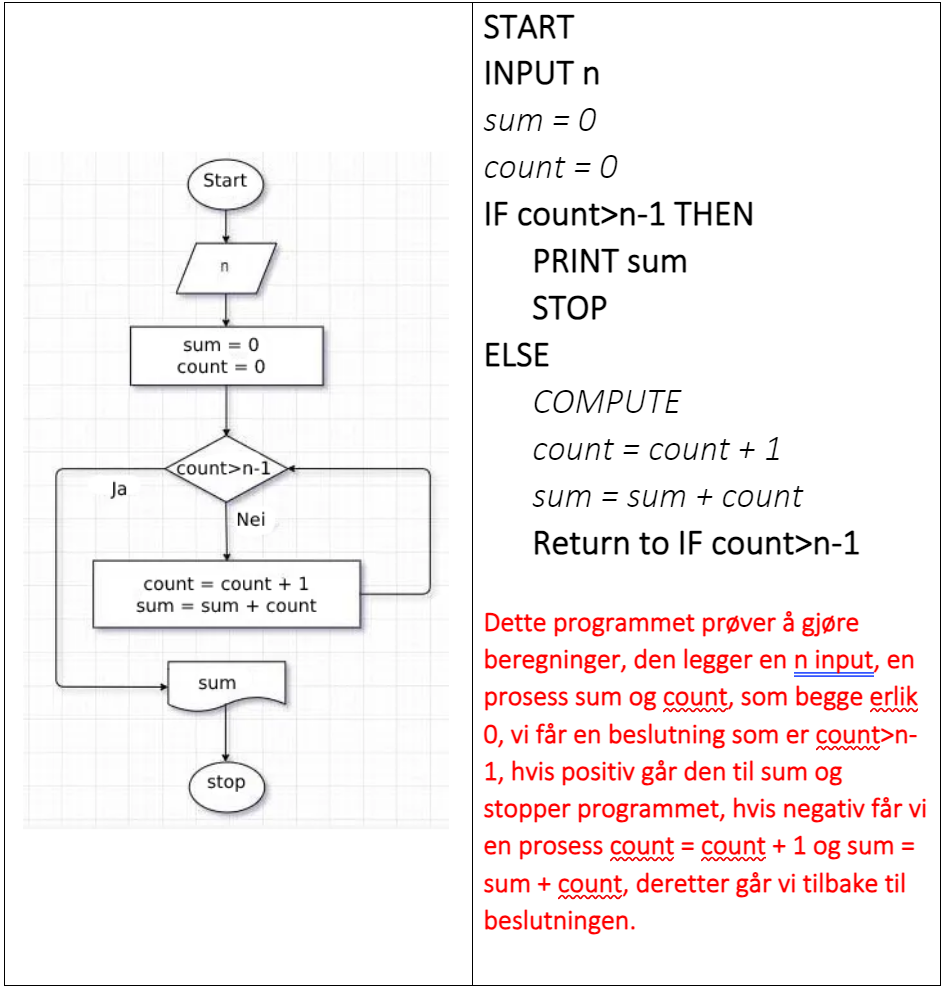 Start
n
sum = 0
count = 0
count>n-1
Ja
Nei
count = count + 1
sum = sum + count
sum
stop
START
INPUT n
sum = 0
count = 0
IF count>n-1 THEN
PRINT sum
STOP
ELSE
COMPUTE
count = count + 1
sum = sum + count
Return to IF count>n-1
Dette programmet prøver å gjøre
beregninger, den legger en n input, en
prosess sum og count, som begge erlik
0, vi får en beslutning som er count>n-
1, hvis positiv går den til sum og
stopper programmet, hvis negativ får vi
en prosess count = count + 1 og sum =
sum + count, deretter går vi tilbake til
beslutningen.